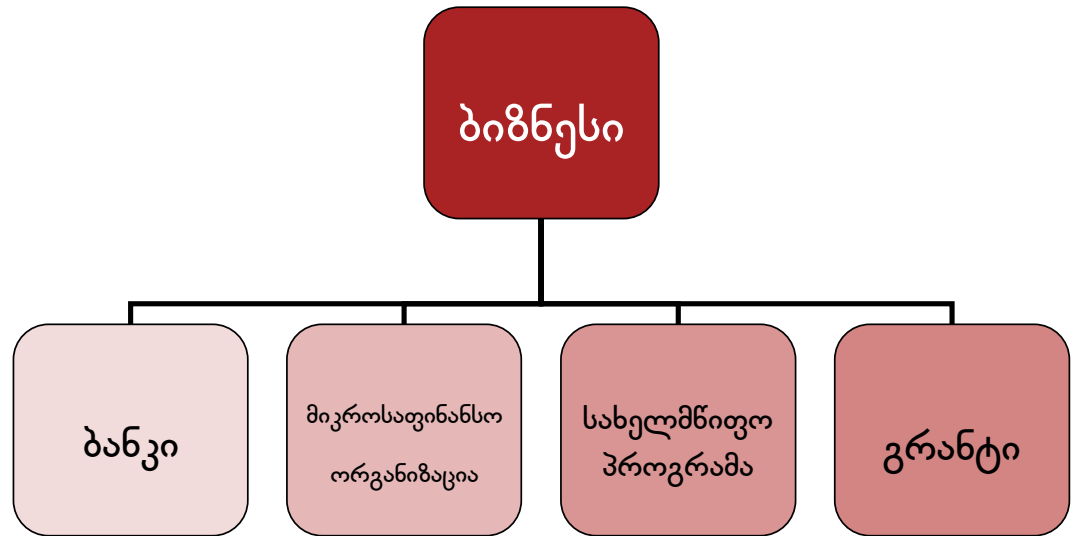 ბიზნესი
ბანკი
მიკროსაფინანსო
ორგანიზაცია
სახელმწიფო
პროგრამა
გრანტი